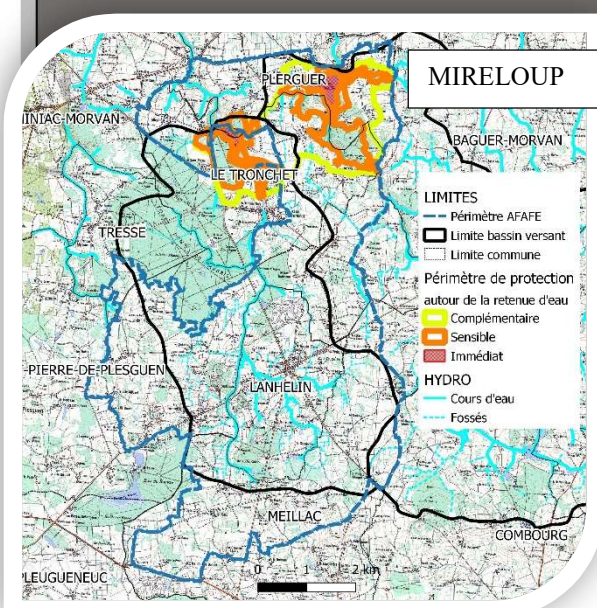 MIRELOUP
PLERGUER
INIAC-MORVAN
BAGUER-MORVAN
LE TRONCHET
TRESSE
-PIERRE-DE-PLESGUEN
LANHELIN
MEILLAC
COMBOURG
PLEUGUENEUC
0 1 2 km
LIMITES
Périmètre AFAFE
Limite bassin versant
Limite commune
Périmètre de protection
autour de la retenue d'eau
Complémentaire
Sensible
Immédiat
HYDRO
Cours d'eau
Fossés